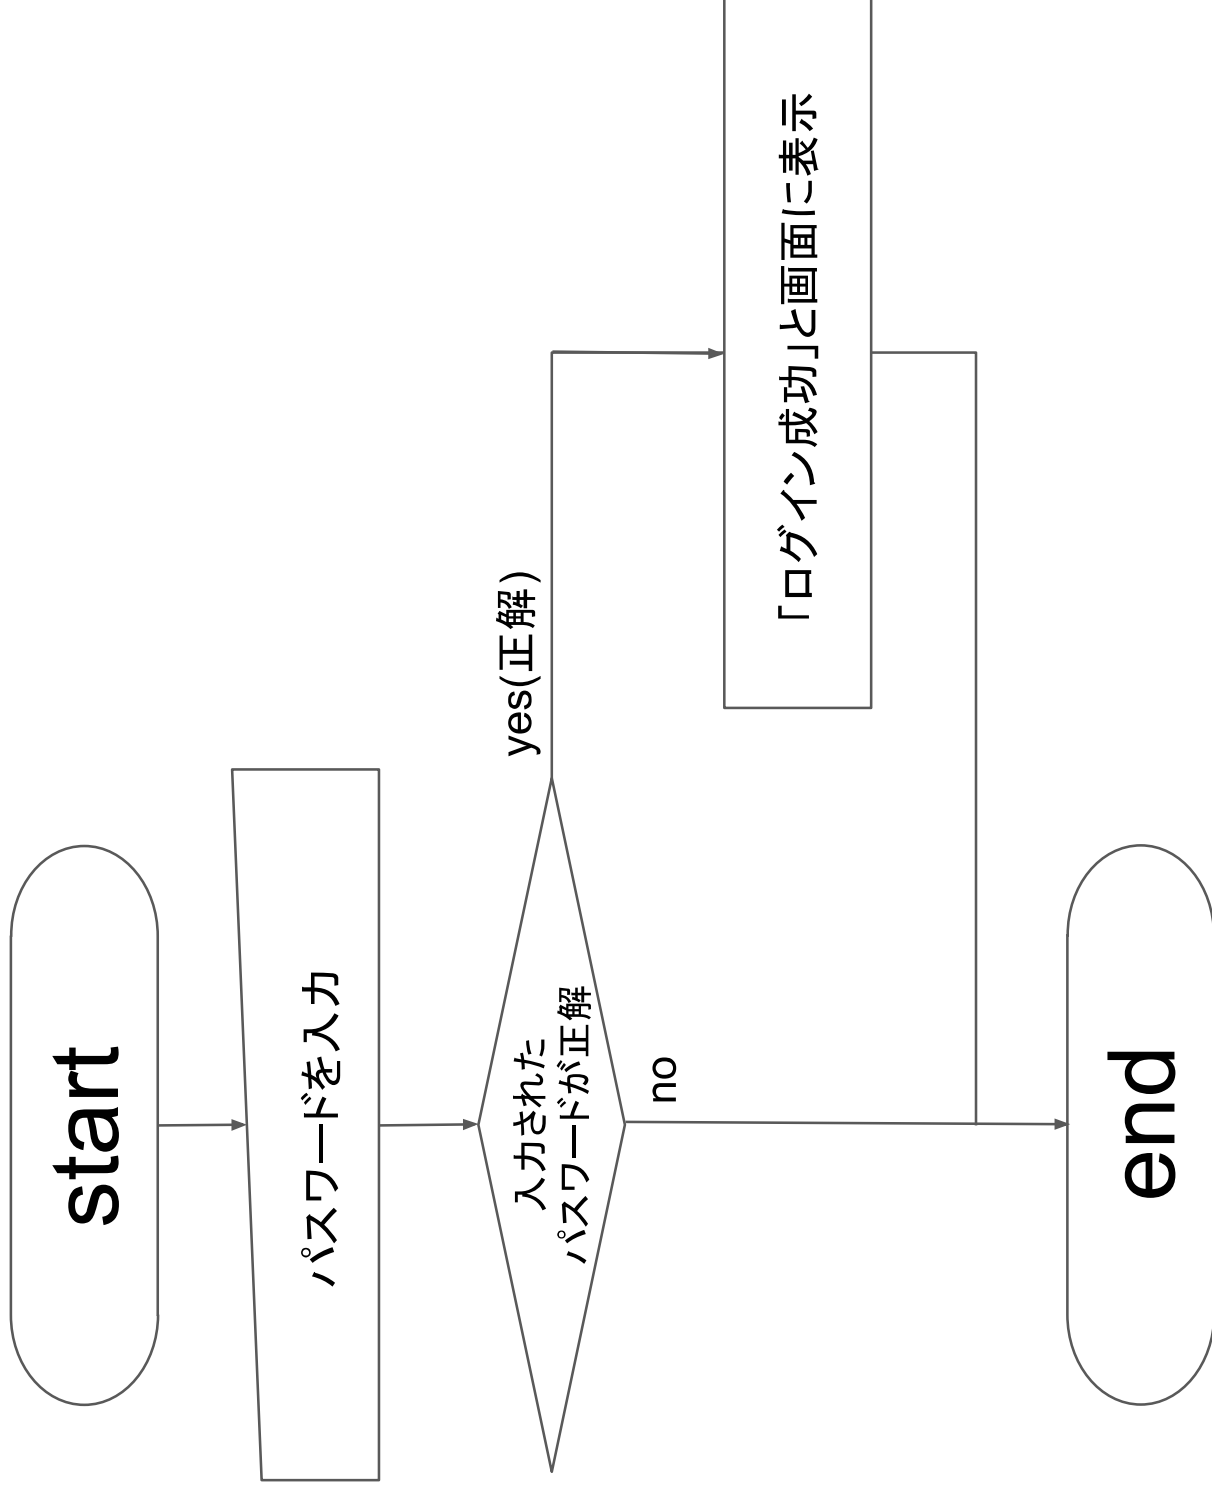 start
パスワードを入力
入力された
パスワードが正解
yes(正解)
no
「ログイン成功」と画面に表示
end